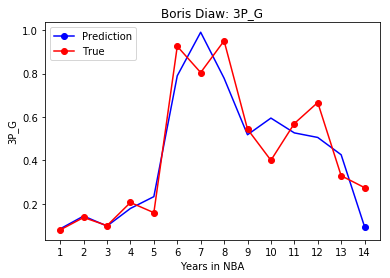 Boris Diaw: 3P_G
Prediction
True
1.0
0.8
0.6
0.4
0.2
3P_G
1 2 3 4 5 6 7 8 9 10 11 12 13 14
Years in NBA